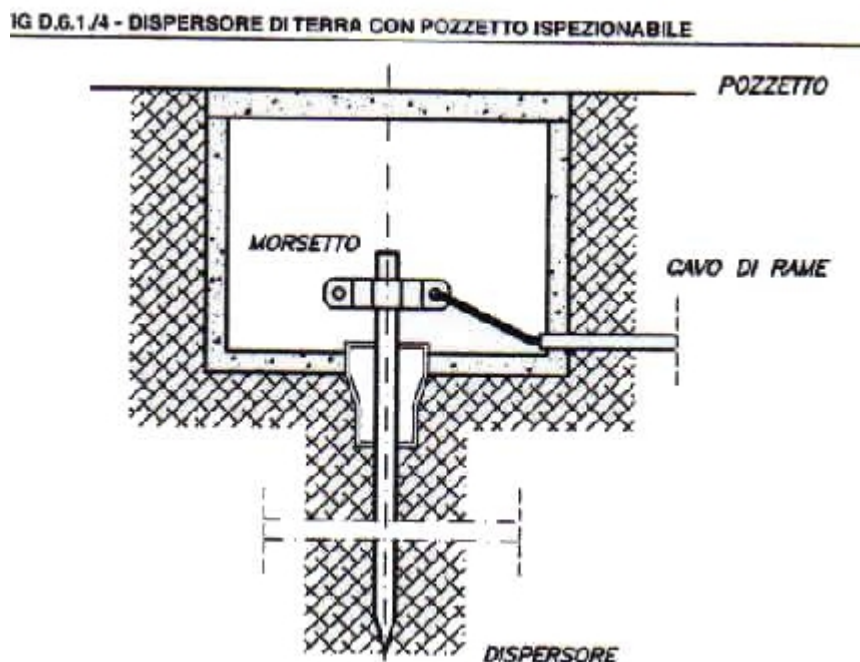 IG D.6.1./4 - DISPERSORE DI TERRA CON POZZETTO ISPEZIONABILE
POZZETTO
MORSETTO
CAVO DI RAME
DISPERSORE